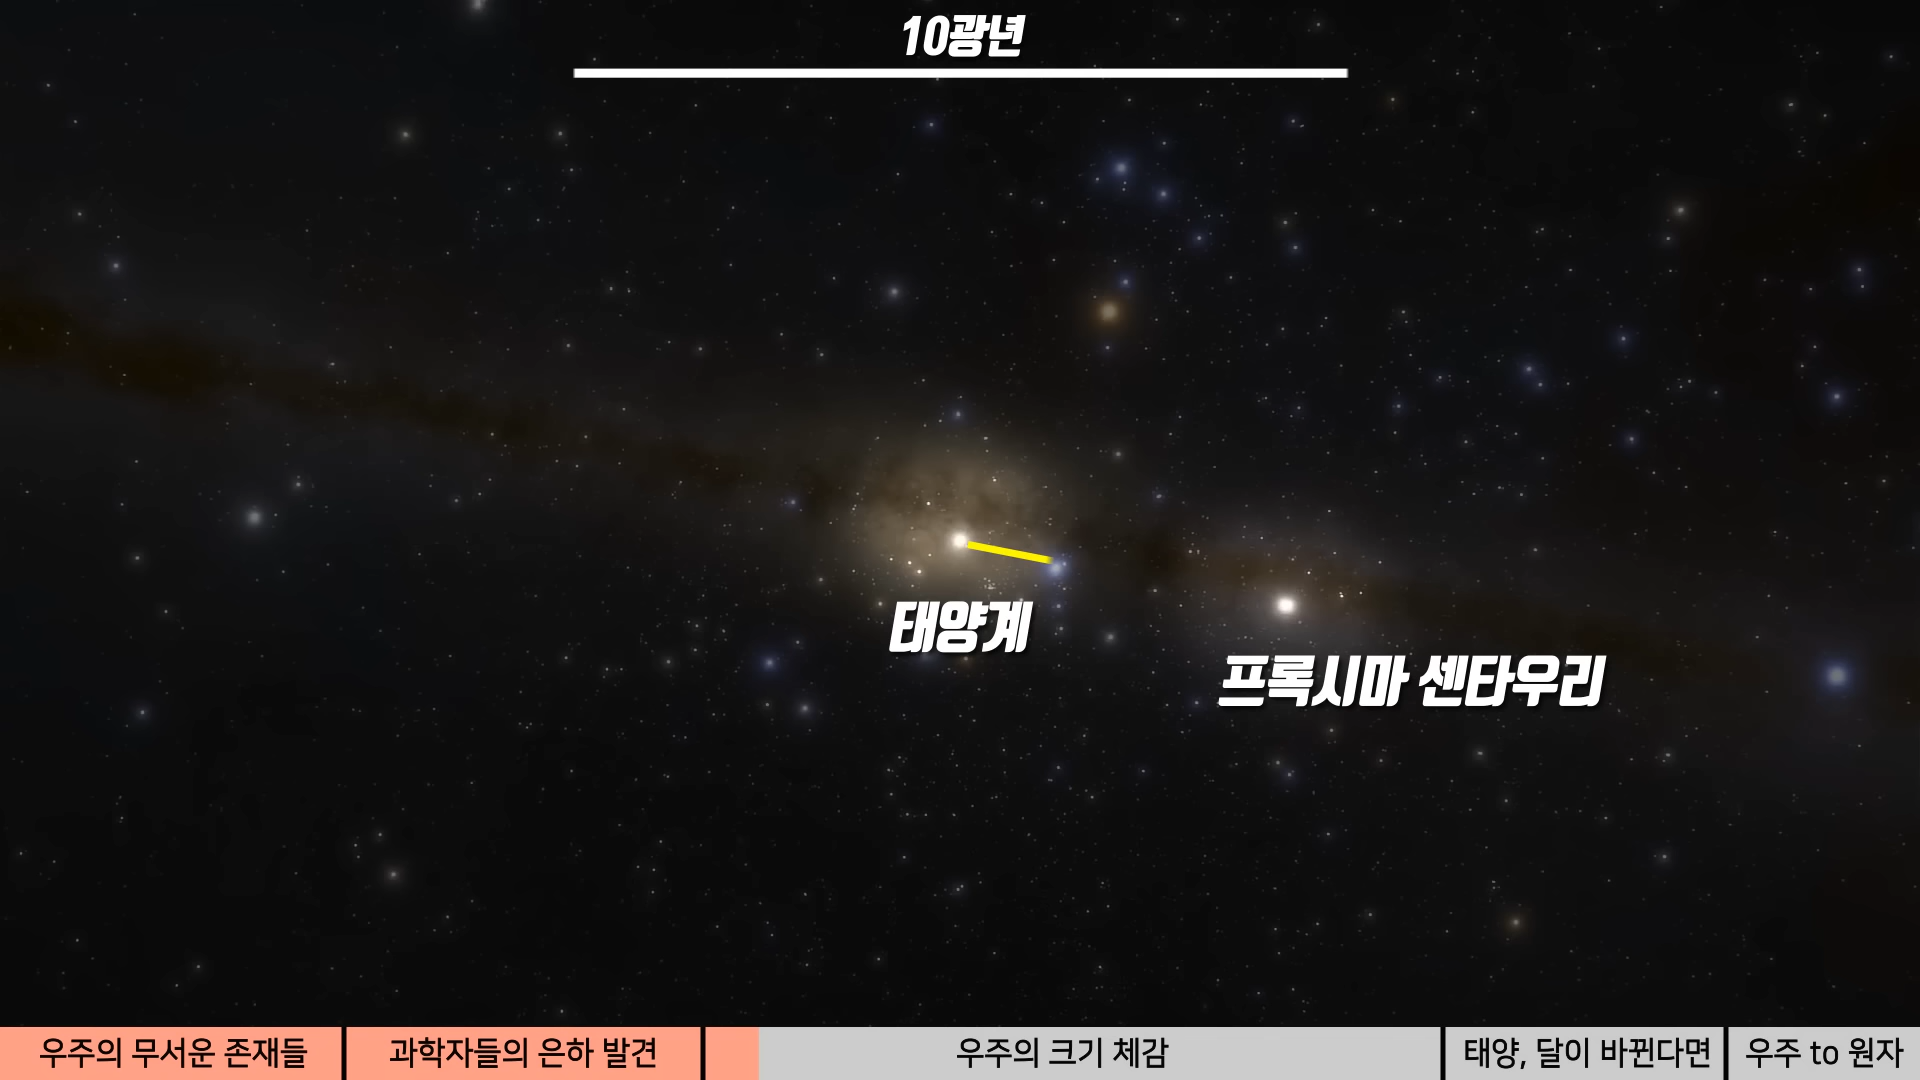 10광년
태양계
프록시마 센타우리
우주의 무서운 존재들
과학자들의 은하 발견
우주의 크기 체감
태양, 달이 바뀐다면
우주 to 원자